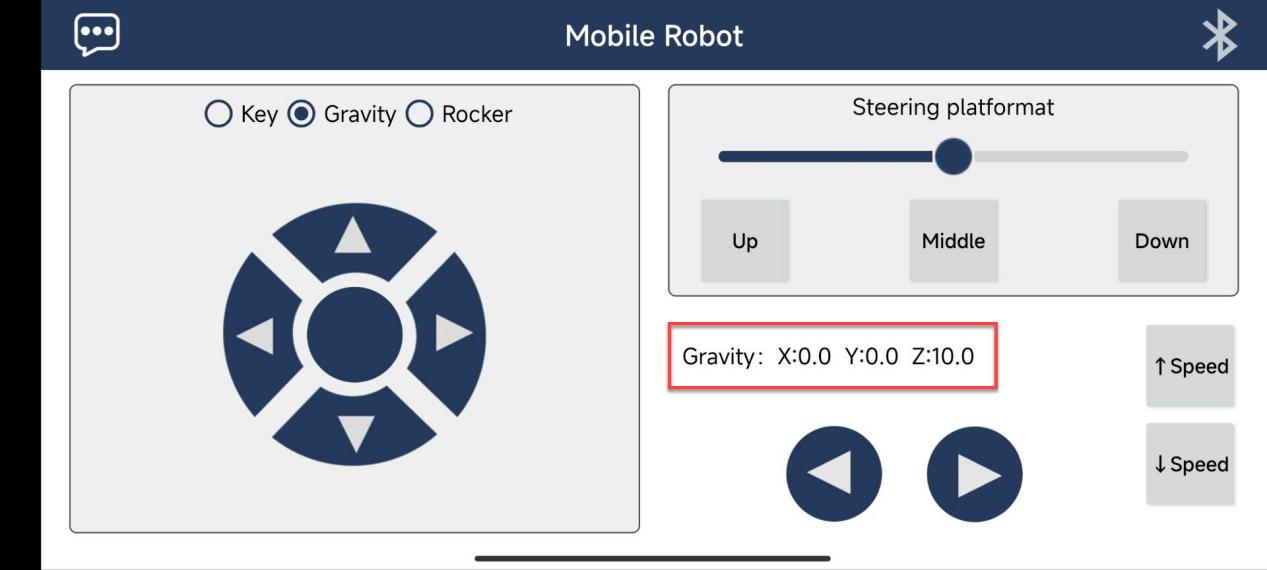 Mobile Robot
Key Gravity Rocker
Steering platformat
Up Middle Down
Gravity: X:0.0 Y:0.0 Z:10.0
↑Speed
↓Speed